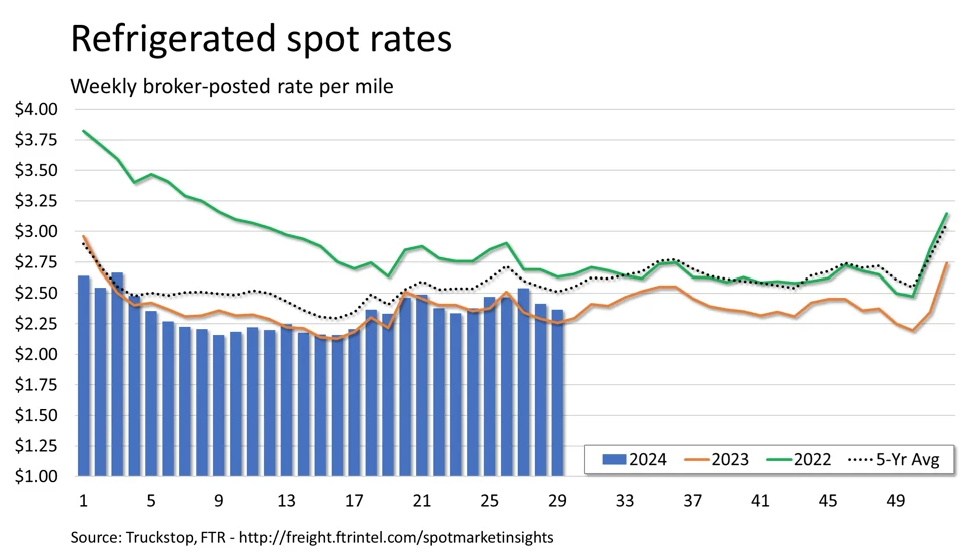 Refrigerated spot rates
Weekly broker-posted rate per mile
$4.00
$3.75
$3.50
$3.25
$3.00
$2.75
$2.50
$2.25
$2.00
$1.75
$1.50
$1.25
$1.00
2024 2023 2022 5-Yr Avg
1 5 9 13 17 21 25 29 33 37 41 45 49
Source: Truckstop, FTR - http://freight.ftrintel.com/spotmarketinsights